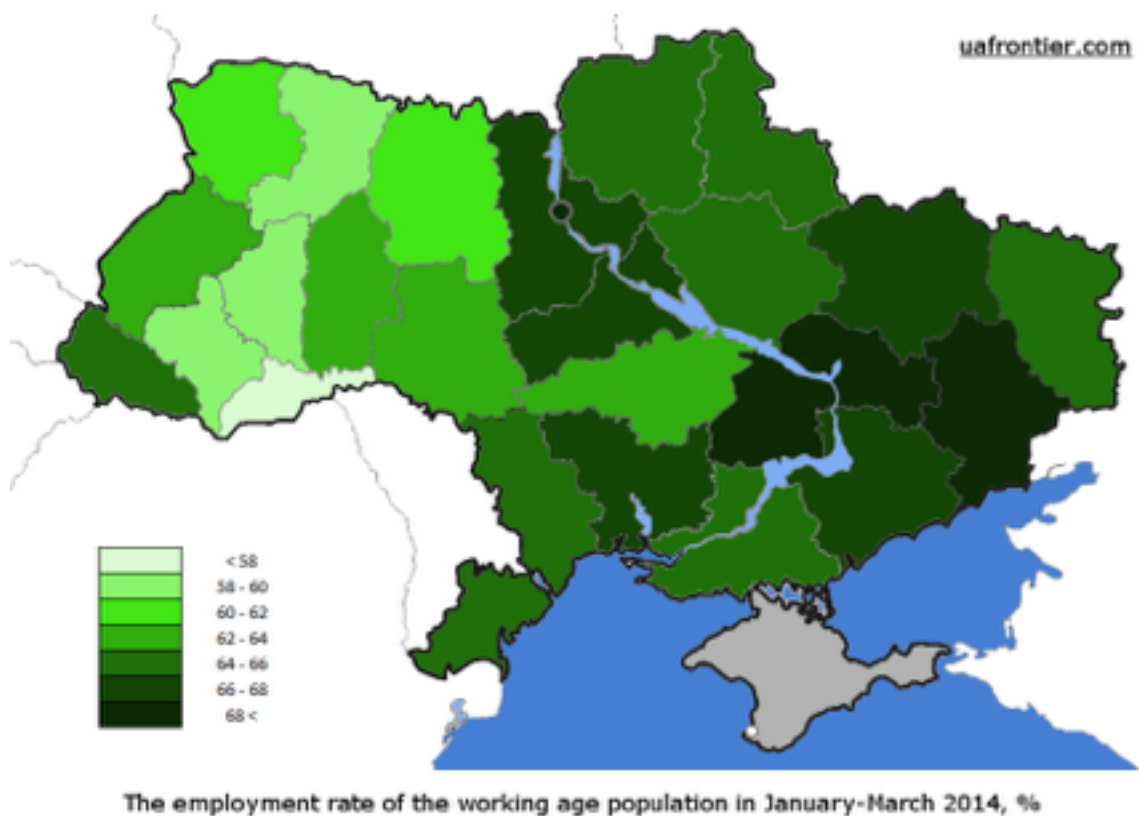 uafrontier.com
< 58
58 - 60
60 - 62
62 - 64
64 - 66
66 - 68
68 <
The employment rate of the working age population in January-March 2014, %